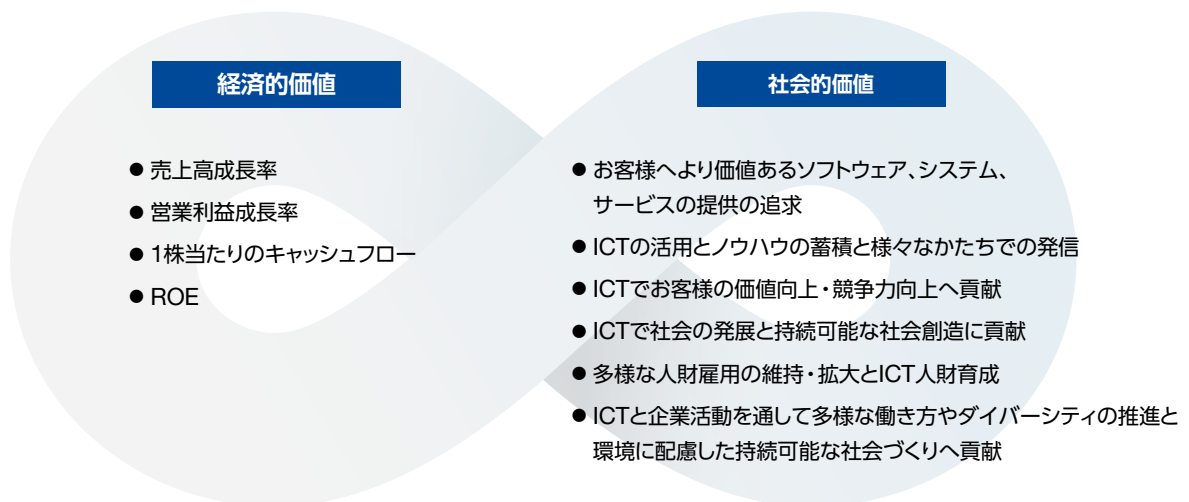 経済的価値
● 売上高成長率
● 営業利益成長率
● 1株当たりのキャッシュフロー
● ROE
社会的価値
● お客様へより価値あるソフトウェア、システム、
サービスの提供の追求
● ICTの活用とノウハウの蓄積と様々なかたちでの発信
● ICTでお客様の価値向上・競争力向上へ貢献
● ICTで社会の発展と持続可能な社会創造に貢献
● 多様な人財雇用の維持・拡大とICT人財育成
● ICTと企業活動を通して多様な働き方やダイバーシティの推進と
環境に配慮した持続可能な社会づくりへ貢献